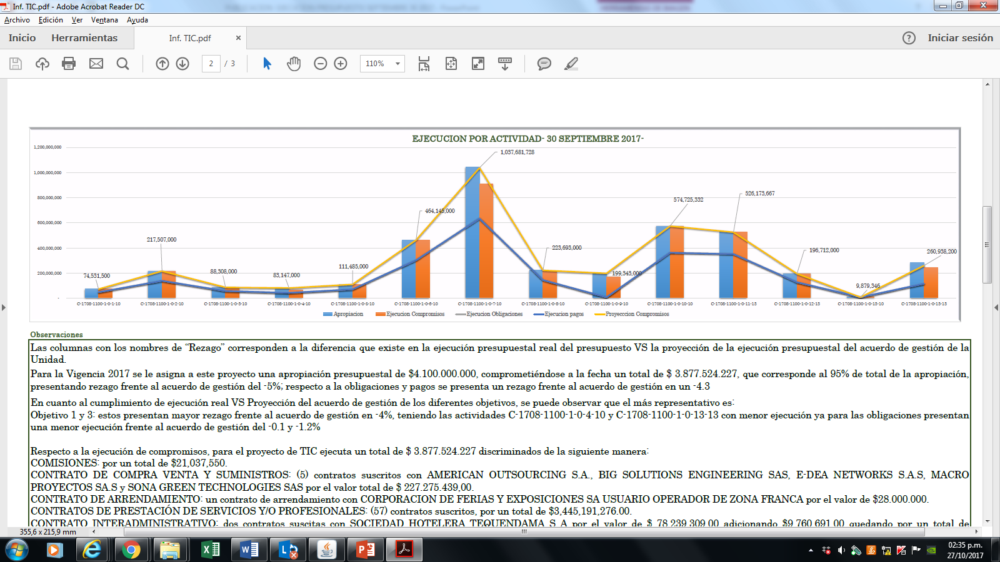 Inf. TIC.pdf - Adobe Acrobat Reader DC
Archivo Edición Ver Ventana Ayuda
Inicio Herramientas Inf. TIC.pdf × ? Iniciar sesión
2 / 3 110%
EJECUCION POR ACTIVIDAD- 30 SEPTIEMBRE 2017-
1,200,000,000
1,000,000,000
800,000,000
600,000,000
400,000,000
200,000,000
-
74,531,500
217,507,000
88,308,000
83,147,000
111,485,000
464,145,000
1,037,681,728
223,693,000
199,343,000
574,725,332
526,173,667
196,712,000
9,879,346
260,938,200
C-1708-1100-1-0-1-10 C-1708-1100-1-0-2-10 C-1708-1100-1-0-3-10 C-1708-1100-1-0-4-10 C-1708-1100-1-0-5-10 C-1708-1100-1-0-6-10 C-1708-1100-1-0-7-10 C-1708-1100-1-0-8-10 C-1708-1100-1-0-9-10 C-1708-1100-1-0-10-10 C-1708-1100-1-0-11-13 C-1708-1100-1-0-12-13 C-1708-1100-1-0-13-10 C-1708-1100-1-0-13-13
Apropiacion Ejecucion Compromisos Ejecucion Obligaciones Ejecucion pagos Proyecccion Compromisos
Observaciones
Las columnas con los nombres de “Rezago” corresponden a la diferencia que existe en la ejecución presupuestal real del presupuesto VS la proyección de la ejecución presupuestal del acuerdo de gestión de la
Unidad.
Para la Vigencia 2017 se le asigna a este proyecto una apropiación presupuestal de $4.100.000.000, comprometiéndose a la fecha un total de $ 3.877.524.227, que corresponde al 95% de total de la apropiación,
presentando rezago frente al acuerdo de gestión del -5%; respecto a la obligaciones y pagos se presenta un rezago frente al acuerdo de gestión en un -4.3
En cuanto al cumplimiento de ejecución real VS Proyección del acuerdo de gestión de los diferentes objetivos, se puede observar que el más representativo es:
Objetivo 1 y 3: estos presentan mayor rezago frente al acuerdo de gestión en -4%, teniendo las actividades C-1708-1100-1-0-4-10 y C-1708-1100-1-0-13-13 con menor ejecución ya para las obligaciones presentan
una menor ejecución frente al acuerdo de gestión del -0.1 y -1.2%
Respecto a la ejecución de compromisos, para el proyecto de TIC ejecuta un total de $ 3.877.524.227 discriminados de la siguiente manera:
COMISIONES: por un total de $21,037,550.
CONTRATO DE COMPRA VENTA Y SUMINISTROS: (5) contratos suscritos con AMERICAN OUTSOURCING S.A., BIG SOLUTIONS ENGINEERING SAS, E-DEA NETWORKS S.A.S, MACRO
PROYECTOS SA.S y SONA GREEN TECHNOLOGIES SAS por el valor total de $ 227.275.439,00.
CONTRATO DE ARRENDAMIENTO: un contrato de arrendamiento con CORPORACION DE FERIAS Y EXPOSICIONES SA USUARIO OPERADOR DE ZONA FRANCA por el valor de $28.000.000.
CONTRATOS DE PRESTACIÓN DE SERVICIOS Y/O PROFESIONALES: (57) contratos suscritos, por un total de $3,445,191,276.00.
CONTRATO INTERADMINISTRATIVO: dos contratos suscitas con SOCIEDAD HOTELERA TEQUENDAMA S A por el valor de $ 78.239.309.00 adicionando $9.760.691.00 quedando por un total de
355,6 x 215,9 mm
02:35 p.m.
27/10/2017